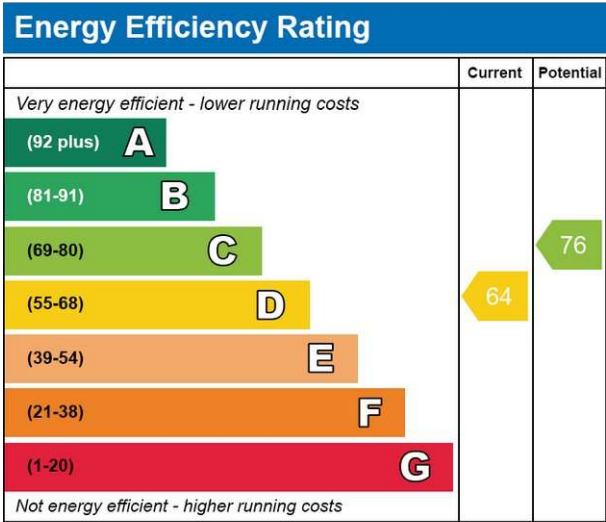 Energy Efficiency Rating
Current Potential
Very energy efficient - lower running costs
(92 plus) A
(81-91) B
(69-80) C
76
(55-68) D
64
(39-54) E
(21-38) F
(1-20) G
Not energy efficient - higher running costs